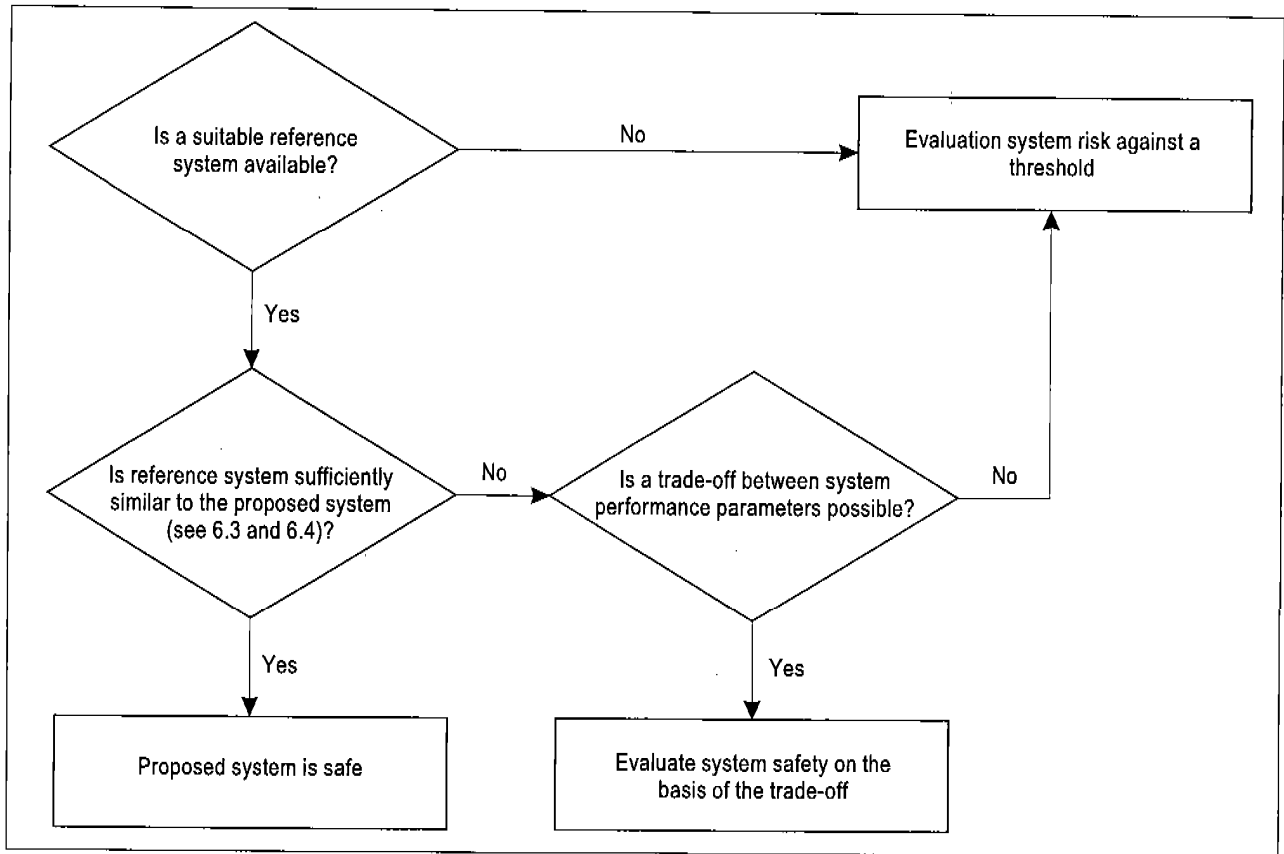 Is a suitable reference
system available?
No
Evaluation system risk against a
threshold
Yes
Is reference system sufficiently
similar to the proposed system
(see 6.3 and 6.4)?
No
Is a trade-off between system
performance parameters possible?
No
Yes
Yes
Proposed system is safe
Evaluate system safety on the
basis of the trade-off